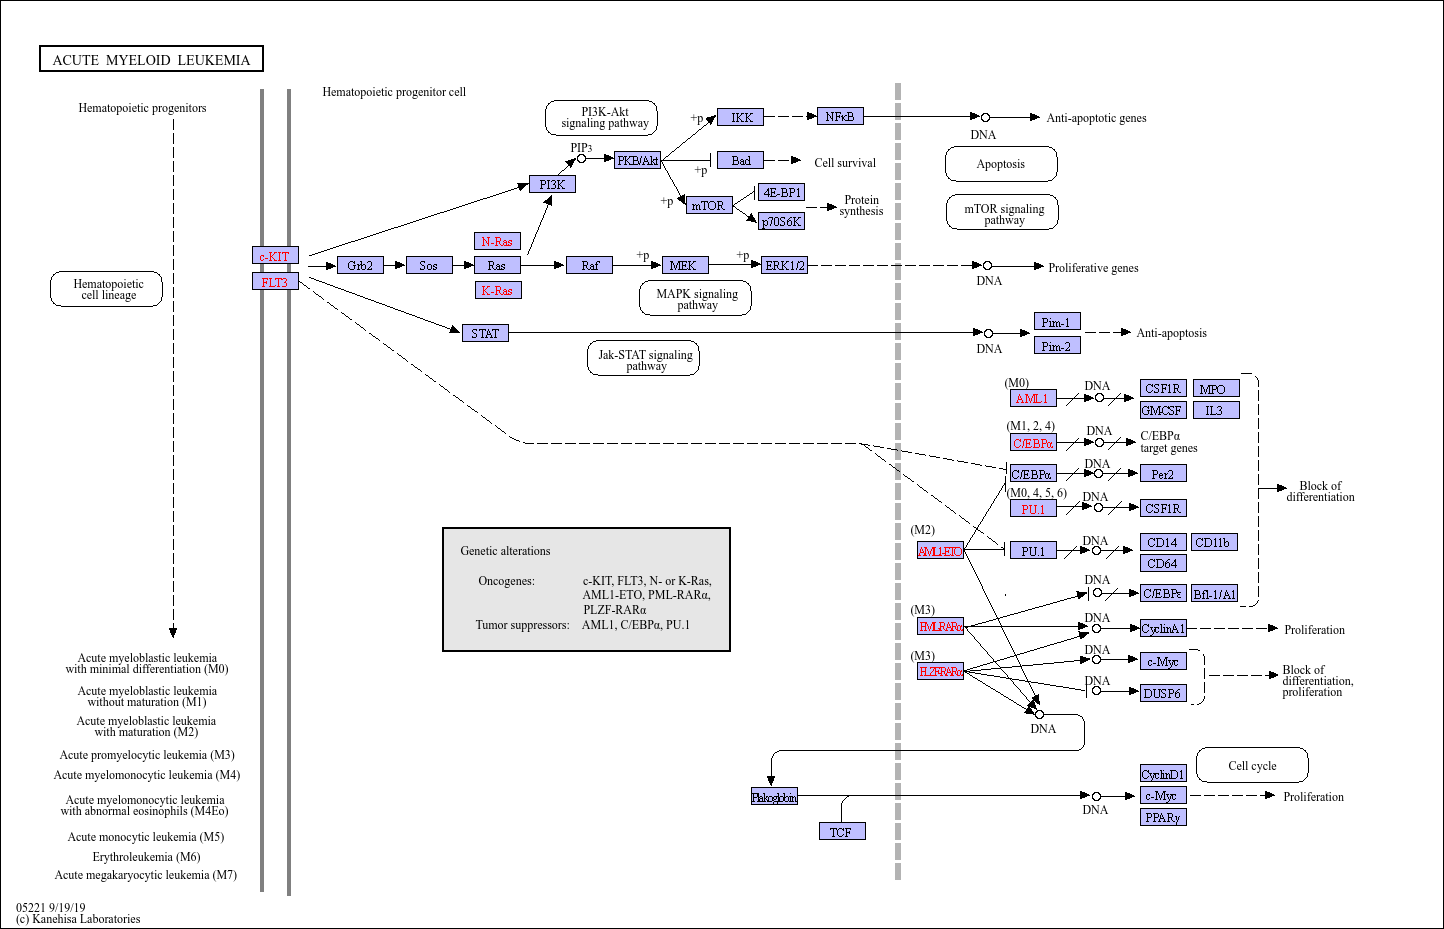 ACUTE MYELOID LEUKEMIA
Hematopoietic progenitors
Hematopoietic progenitor cell
PI3K-Akt
signaling pathway
PIP3
PI3K
PKB/Akt
+p
IKK
NFκB
DNA
Anti-apoptotic genes
+p
Bad
Cell survival
Apoptosis
+p
mTOR
4E-BP1
p70S6K
Protein
synthesis
mTOR signaling
pathway
c-KIT
FLT3
Grb2
Sos
N-Ras
Ras
K-Ras
Raf
+p
MEK
+p
ERK1/2
DNA
Proliferative genes
MAPK signaling
pathway
Hematopoietic
cell lineage
STAT
DNA
Pim-1
Pim-2
Anti-apoptosis
Jak-STAT signaling
pathway
(M0)
AML1
DNA
CSF1R
MPO
GMCSF
IL3
(M1, 2, 4)
C/EBPα
DNA
C/EBPα
target genes
C/EBPα
DNA
Per2
(M0, 4, 5, 6)
PU.1
DNA
CSF1R
Block of
differentiation
(M2)
AML1-ETO
PU.1
DNA
CD14
CD11b
CD64
DNA
C/EBPε
Bfl-1/A1
(M3)
PMLRARα
DNA
CyclinA1
Proliferation
(M3)
PLZFRARα
DNA
c-Myc
DNA
DUSP6
Block of
differentiation,
proliferation
DNA
Genetic alterations
Oncogenes: c-KIT, FLT3, N- or K-Ras,
AML1-ETO, PML-RARα,
PLZF-RARα
Tumor suppressors: AML1, C/EBPα, PU.1
Plakoglobin
TCF
DNA
CyclinD1
c-Myc
PPARγ
Cell cycle
Proliferation
Acute myeloblastic leukemia
with minimal differentiation (M0)
Acute myeloblastic leukemia
without maturation (M1)
Acute myeloblastic leukemia
with maturation (M2)
Acute promyelocytic leukemia (M3)
Acute myelomonocytic leukemia (M4)
Acute myelomonocytic leukemia
with abnormal eosinophils (M4Eo)
Acute monocytic leukemia (M5)
Erythroleukemia (M6)
Acute megakaryocytic leukemia (M7)
05221 9/19/19
(c) Kanehisa Laboratories